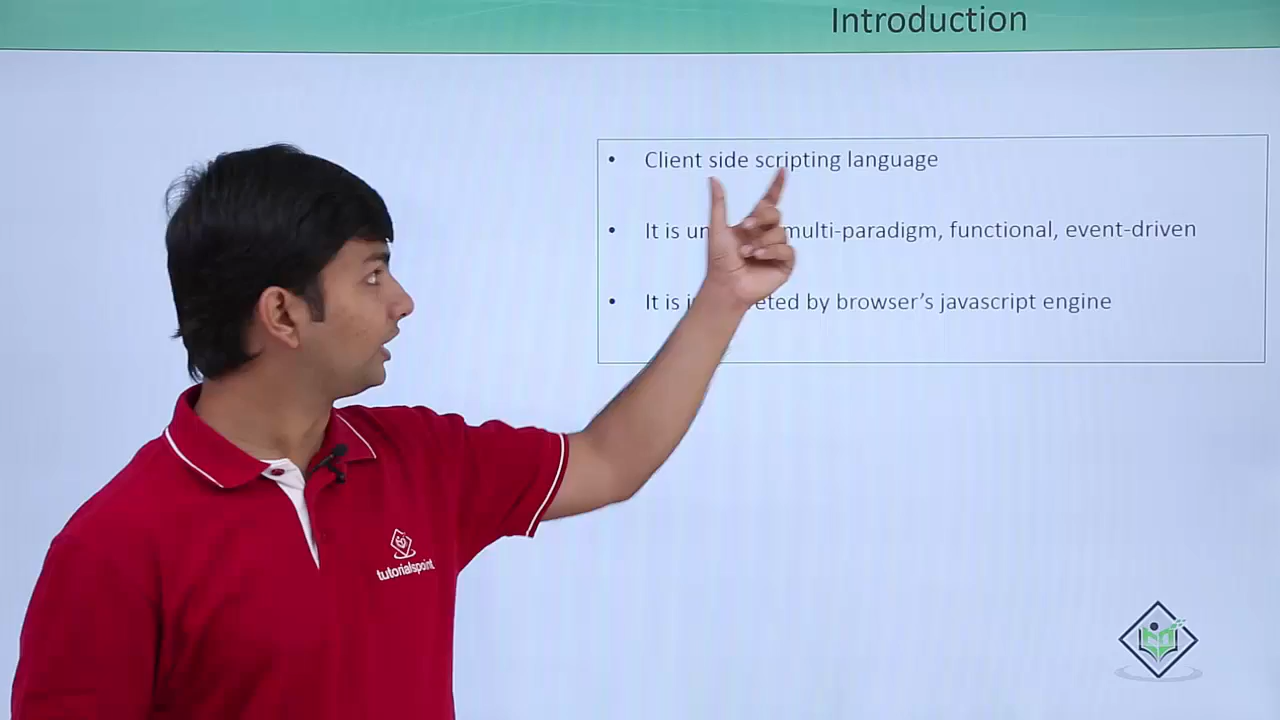 Introduction
• Client side scripting language
• It is multi-paradigm, functional, event-driven
• It is by browser's javascript engine
tutorialspoint